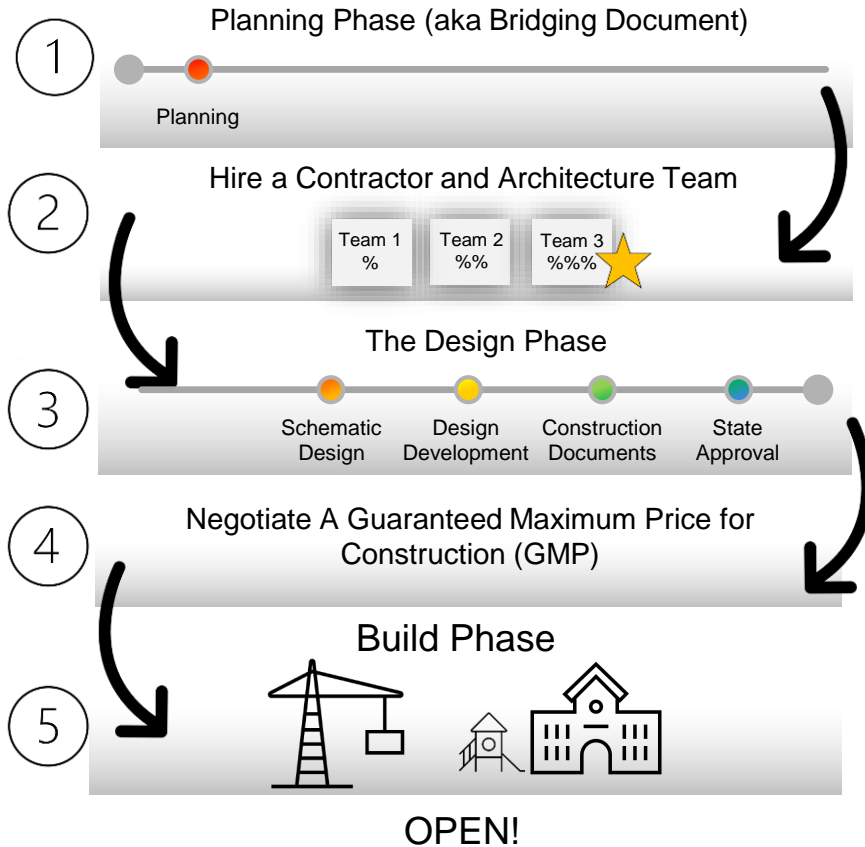 Planning Phase (aka Bridging Document)
1
Planning
Hire a Contractor and Architecture Team
2
Team 1
%
Team 2
%%
Team 3
%%%
The Design Phase
3
Schematic
Design
Design
Development
Construction
Documents
State
Approval
4
Negotiate A Guaranteed Maximum Price for
Construction (GMP)
Build Phase
5
OPEN!